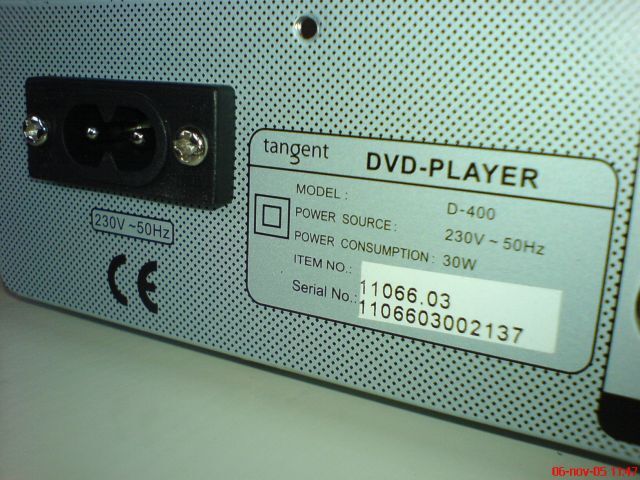 tangent DVD-PLAYER
MODEL : D-400
POWER SOURCE : 230V ~ 50Hz
POWER CONSUMPTION : 30W
ITEM NO.: 11066.03
Serial No.: 1106603002137
230V ~ 50Hz
CE
06-nov-05 11:47